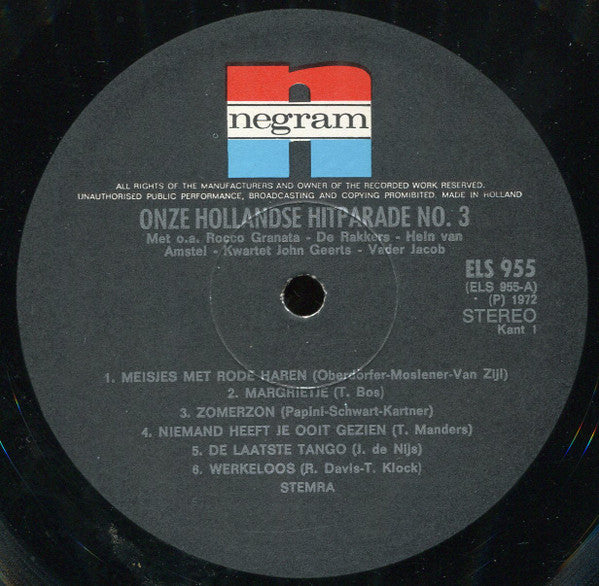 negram
ALL RIGHTS OF THE MANUFACTURERS AND OWNER OF THE RECORDED WORK RESERVED.
UNAUTHORISED PUBLIC PERFORMANCE, BROADCASTING AND COPYING PROHIBITED. MADE IN HOLLAND
ONZE HOLLANDSE HITPARADE NO. 3
Met o.a. Rocco Granata - De Rakkers - Hein van
Amstel - Kwartet John Geerts - Vader Jacob
ELS 955
(ELS 955-A)
(P) 1972
STEREO
Kant 1
1. MEISJES MET RODE HAREN (Oberdorfer-Moslener-Van Zijl)
2. MARGRIETJE (T. Bos)
3. ZOMERZON (Papini-Schwart-Kartner)
4. NIEMAND HEEFT JE OOIT GEZIEN (T. Manders)
5. DE LAATSTE TANGO (J. de Nijs)
6. WERKELOOS (R. Davis-T. Klock)
STEMRA